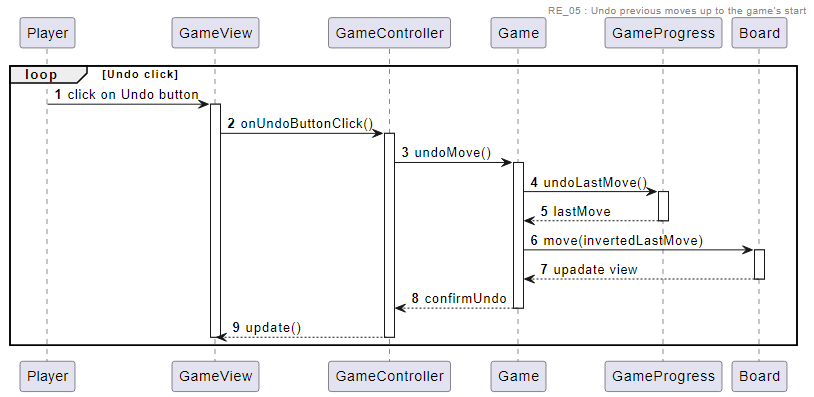 RE_05 : Undo previous moves up to the game's start
Player GameView GameController Game GameProgress Board
loop [Undo click]
1 click on Undo button
2 onUndoButtonClick()
3 undoMove()
4 undoLastMove()
5 lastMove
6 move(invertedLastMove)
7 upadate view
8 confirmUndo
9 update()
Player GameView GameController Game GameProgress Board